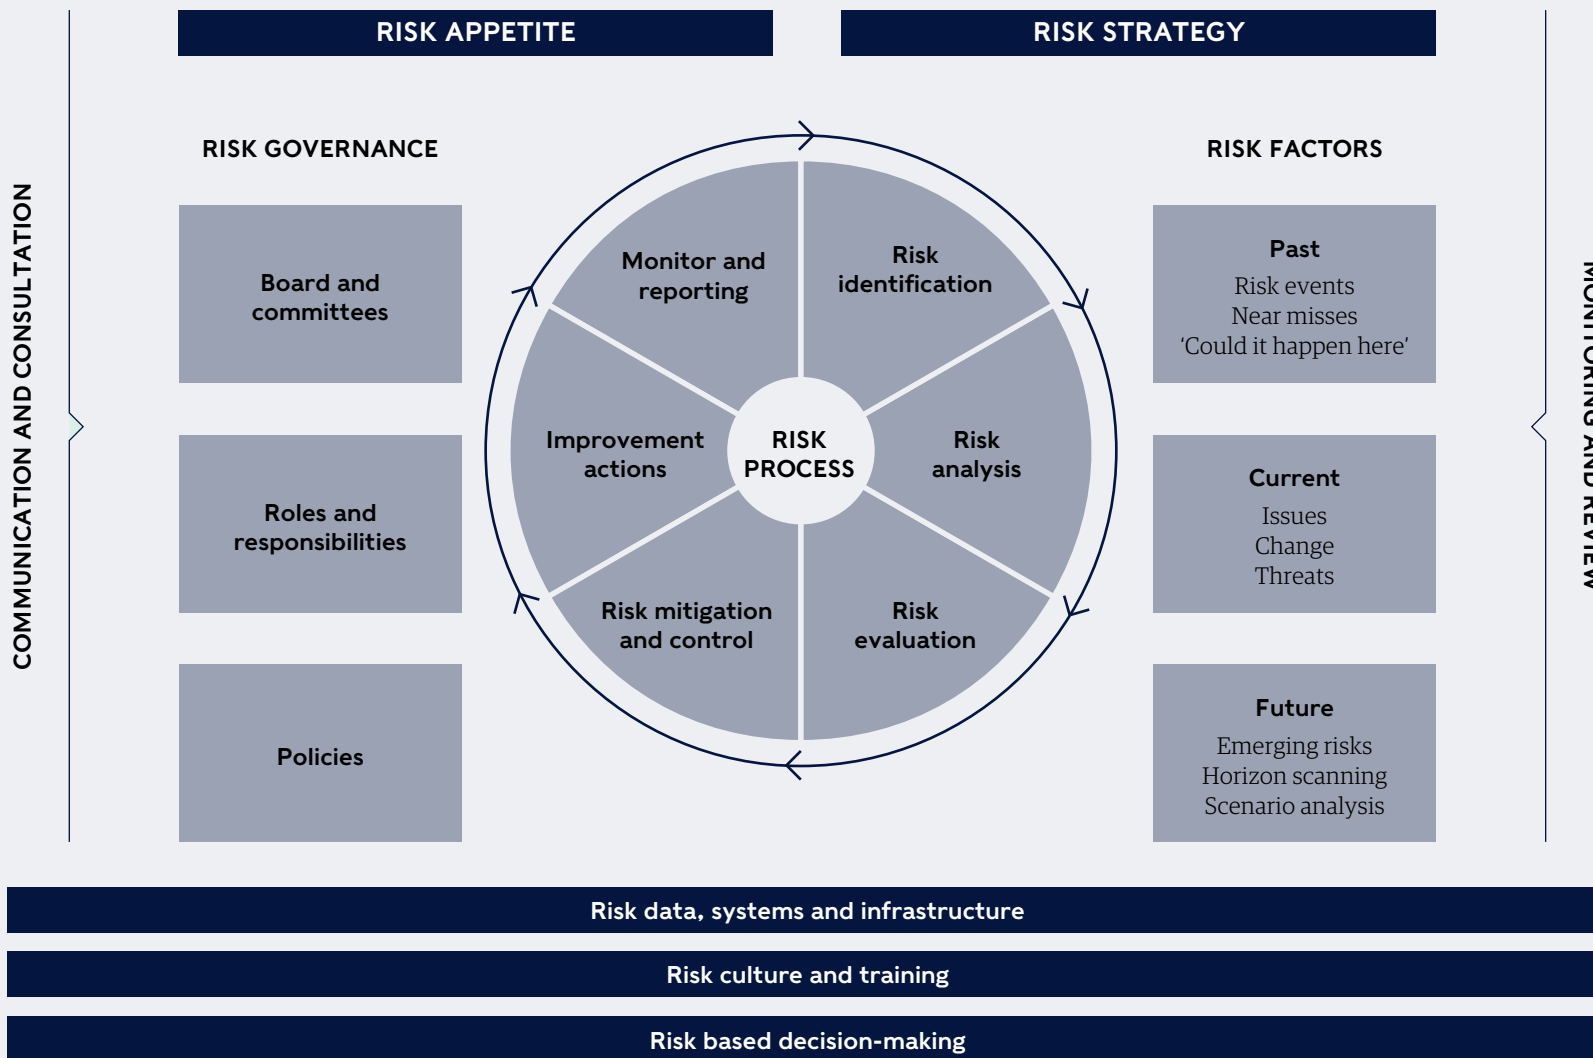 RISK APPETITE
RISK STRATEGY
COMMUNICATION AND CONSULTATION
RISK GOVERNANCE
Board and
committees
Roles and
responsibilities
Policies
Monitor and
reporting
Risk
identification
Improvement
actions
RISK
PROCESS
Risk
analysis
Risk mitigation
and control
Risk
evaluation
RISK FACTORS
Past
Risk events
Near misses
‘Could it happen here’
Current
Issues
Change
Threats
Future
Emerging risks
Horizon scanning
Scenario analysis
MONITORING AND REVIEW
Risk data, systems and infrastructure
Risk culture and training
Risk based decision-making